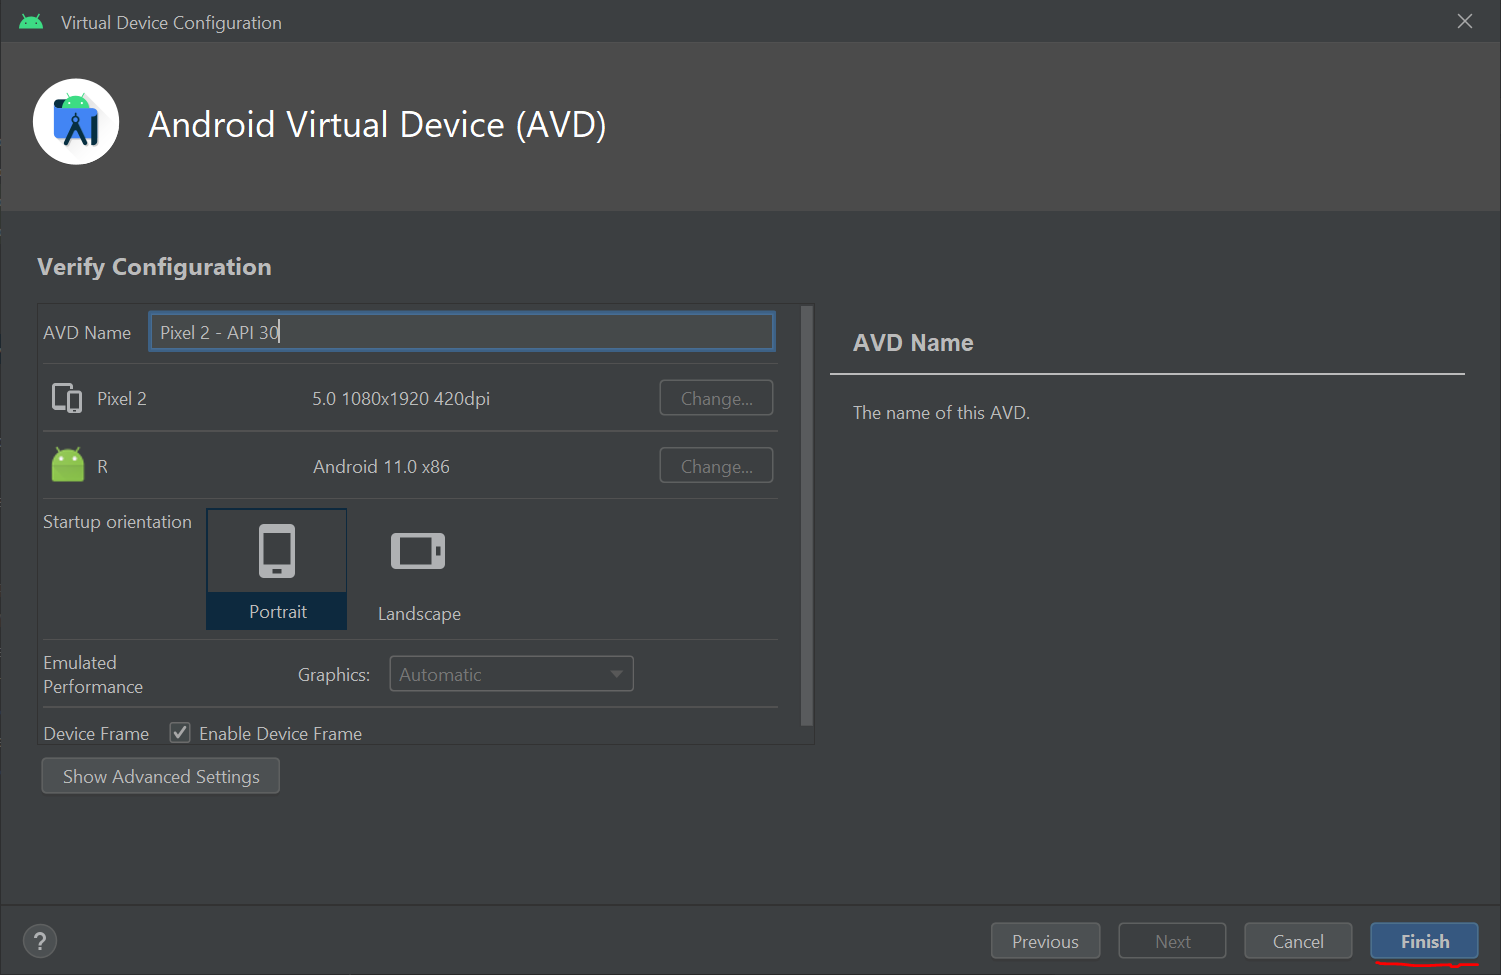 Virtual Device Configuration
Android Virtual Device (AVD)
Verify Configuration
AVD Name Pixel 2 - API 30
Pixel 2 5.0 1080x1920 420dpi Change...
R Android 11.0 x86 Change...
Startup orientation
Portrait
Landscape
Emulated
Performance
Graphics: Automatic
Device Frame Enable Device Frame
Show Advanced Settings
AVD Name
The name of this AVD.
?
Previous Next Cancel Finish